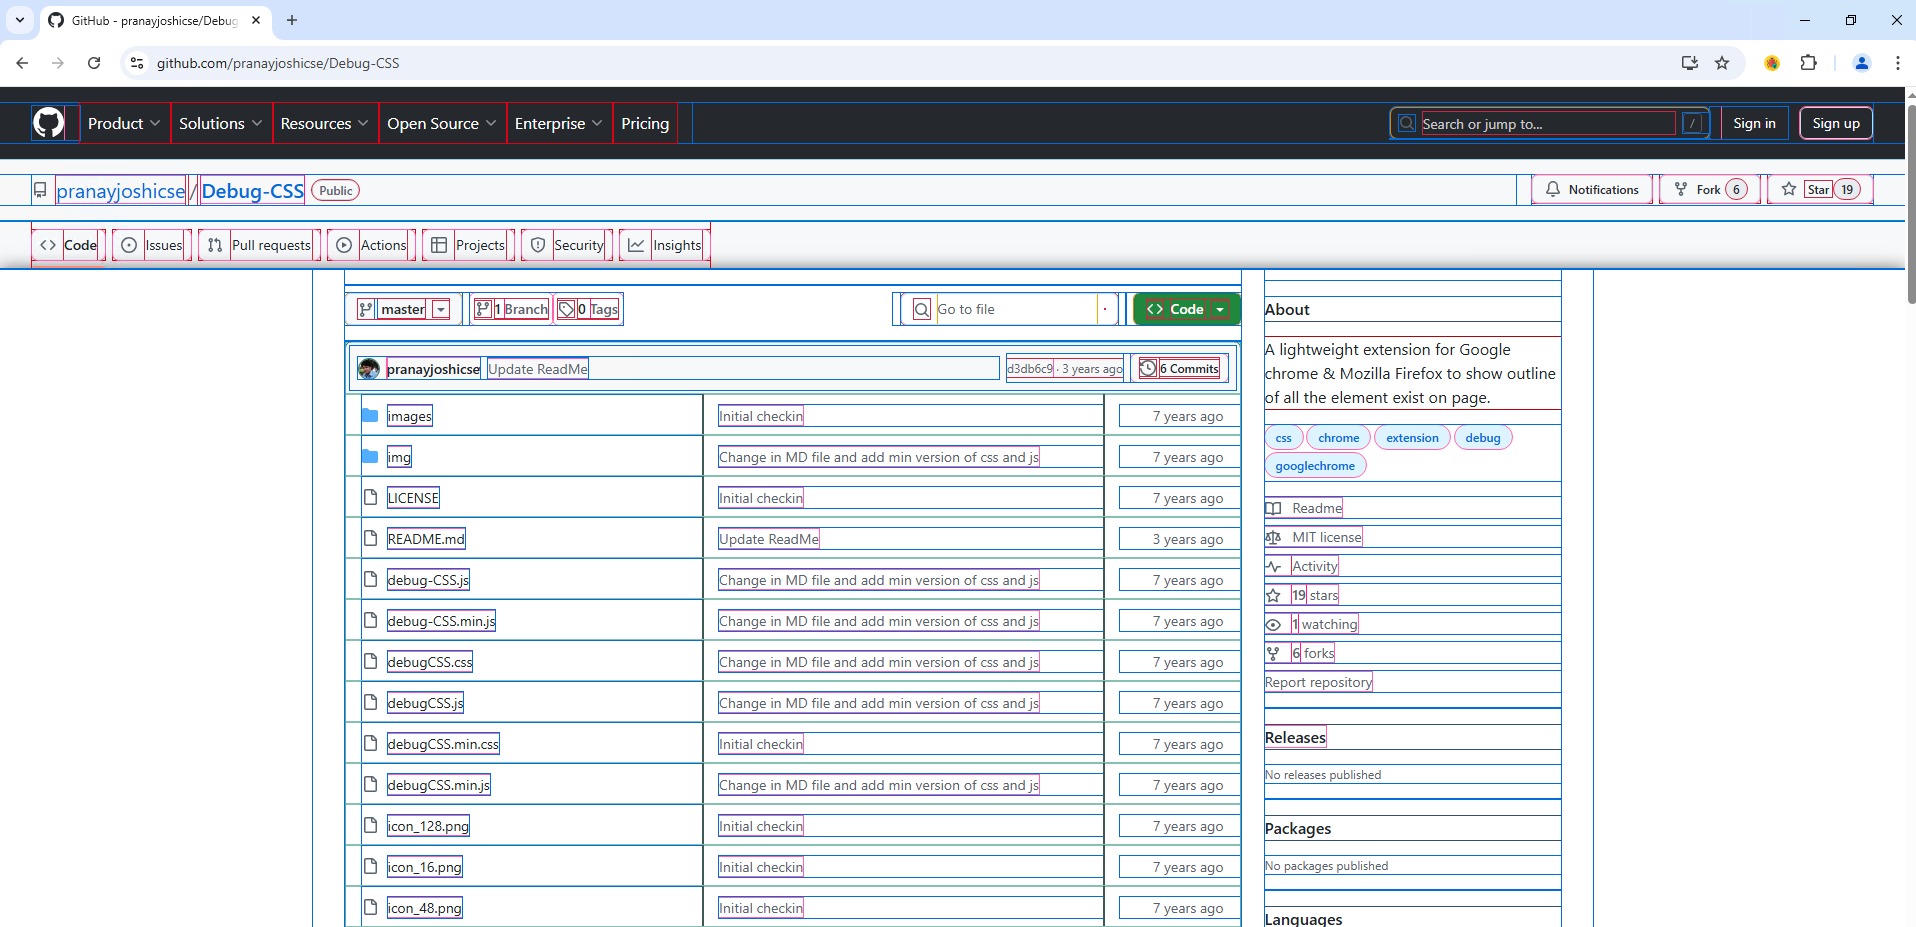 GitHub - pranayjoshicse/Debug
github.com/pranayjoshicse/Debug-CSS
Product Solutions Resources Open Source Enterprise Pricing Search or jump to... / Sign in Sign up
pranayjoshicse / Debug-CSS Public Notifications Fork 6 Star 19
Code Issues Pull requests Actions Projects Security Insights
master 1 Branch 0 Tags Go to file Code
pranayjoshicse Update ReadMe d3db6c9 · 3 years ago 6 Commits
images Initial checkin 7 years ago
img Change in MD file and add min version of css and js 7 years ago
LICENSE Initial checkin 7 years ago
README.md Update ReadMe 3 years ago
debug-CSS.js Change in MD file and add min version of css and js 7 years ago
debug-CSS.min.js Change in MD file and add min version of css and js 7 years ago
debugCSS.css Change in MD file and add min version of css and js 7 years ago
debugCSS.js Change in MD file and add min version of css and js 7 years ago
debugCSS.min.css Initial checkin 7 years ago
debugCSS.min.js Change in MD file and add min version of css and js 7 years ago
icon_128.png Initial checkin 7 years ago
icon_16.png Initial checkin 7 years ago
icon_48.png Initial checkin 7 years ago
About
A lightweight extension for Google
chrome & Mozilla Firefox to show outline
of all the element exist on page.
css chrome extension debug
googlechrome
Readme
MIT license
Activity
19 stars
1 watching
6 forks
Report repository
Releases
No releases published
Packages
No packages published
Languages